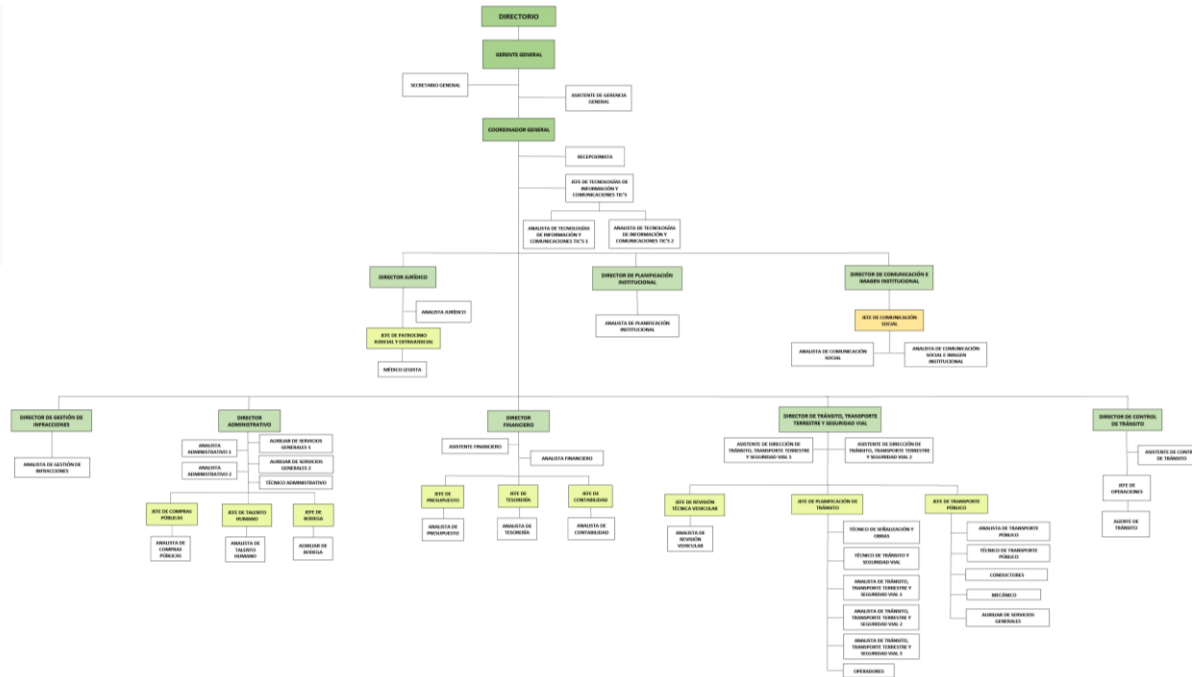 DIRECTORIO
GERENTE GENERAL
SECRETARIO GENERAL
ASISTENTE DE GERENCIA
GENERAL
COORDINADOR GENERAL
RECEPCIONISTA
JEFE DE TECNOLOGÍAS DE
INFORMACIÓN Y
COMUNICACIONES TIC'S
ANALISTA DE TECNOLOGÍAS
DE INFORMACIÓN Y
COMUNICACIONES TIC'S 1
ANALISTA DE TECNOLOGÍAS
DE INFORMACIÓN Y
COMUNICACIONES TIC'S 2
DIRECTOR JURÍDICO
ANALISTA JURÍDICO
JEFE DE PATROCINIO
JUDICIAL Y EXTRAJUDICIAL
MÉDICO LEGISTA
DIRECTOR DE PLANIFICACIÓN
INSTITUCIONAL
ANALISTA DE PLANIFICACIÓN
INSTITUCIONAL
DIRECTOR DE COMUNICACIÓN E
IMAGEN INSTITUCIONAL
JEFE DE COMUNICACIÓN
SOCIAL
ANALISTA DE COMUNICACIÓN
SOCIAL
ANALISTA DE COMUNICACIÓN
SOCIAL E IMAGEN
INSTITUCIONAL
DIRECTOR DE GESTIÓN DE
INFRACCIONES
ANALISTA DE GESTIÓN DE
INFRACCIONES
DIRECTOR
ADMINISTRATIVO
ANALISTA
ADMINISTRATIVO 1
AUXILIAR DE SERVICIOS
GENERALES 1
ANALISTA
ADMINISTRATIVO 2
AUXILIAR DE SERVICIOS
GENERALES 2
TÉCNICO ADMINISTRATIVO
JEFE DE COMPRAS
PÚBLICAS
ANALISTA DE
COMPRAS
PÚBLICAS
JEFE DE TALENTO
HUMANO
ANALISTA DE
TALENTO
HUMANO
JEFE DE
BODEGA
AUXILIAR DE
BODEGA
DIRECTOR
FINANCIERO
ASISTENTE FINANCIERO
ANALISTA FINANCIERO
JEFE DE
PRESUPUESTO
ANALISTA DE
PRESUPUESTO
JEFE DE
TESORERÍA
ANALISTA DE
TESORERÍA
JEFE DE
CONTABILIDAD
ANALISTA DE
CONTABILIDAD
DIRECTOR DE TRÁNSITO, TRANSPORTE
TERRESTRE Y SEGURIDAD VIAL
ASISTENTE DE DIRECCIÓN DE
TRÁNSITO, TRANSPORTE TERRESTRE
Y SEGURIDAD VIAL 1
ASISTENTE DE DIRECCIÓN DE
TRÁNSITO, TRANSPORTE TERRESTRE
Y SEGURIDAD VIAL 2
JEFE DE REVISIÓN
TÉCNICA VEHICULAR
ANALISTA DE
REVISIÓN
VEHICULAR
JEFE DE PLANIFICACIÓN DE
TRÁNSITO
TÉCNICO DE SEÑALIZACIÓN Y
OBRAS
TÉCNICO DE TRÁNSITO Y
SEGURIDAD VIAL
ANALISTA DE TRÁNSITO,
TRANSPORTE TERRESTRE Y
SEGURIDAD VIAL 1
ANALISTA DE TRÁNSITO,
TRANSPORTE TERRESTRE Y
SEGURIDAD VIAL 2
ANALISTA DE TRÁNSITO,
TRANSPORTE TERRESTRE Y
SEGURIDAD VIAL 3
OPERADORES
JEFE DE TRANSPORTE
PÚBLICO
ANALISTA DE TRANSPORTE
PÚBLICO
TÉCNICO DE TRANSPORTE
PÚBLICO
CONDUCTORES
MECÁNICO
AUXILIAR DE SERVICIOS
GENERALES
DIRECTOR DE CONTROL
DE TRÁNSITO
ASISTENTE DE CONTR
DE TRÁNSITO
JEFE DE
OPERACIONES
AGENTE DE
TRÁNSITO